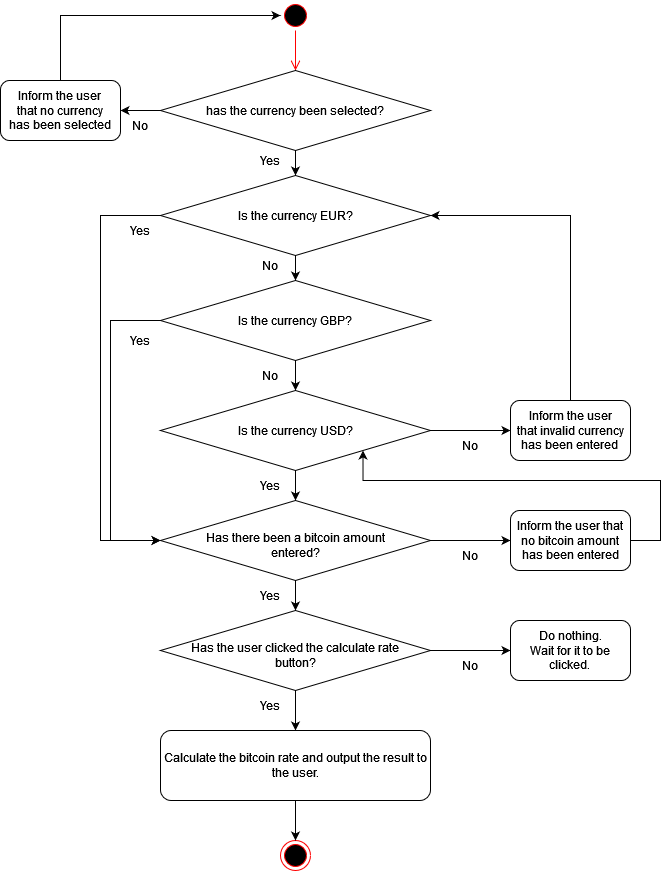 has the currency been selected?
Inform the user
that no currency
has been selected
No
Yes
Is the currency EUR?
Yes
No
Is the currency GBP?
Yes
No
Is the currency USD?
No
Inform the user
that invalid currency
has been entered
Yes
Has there been a bitcoin amount
entered?
No
Inform the user that
no bitcoin amount
has been entered
Yes
Has the user clicked the calculate rate
button?
No
Do nothing.
Wait for it to be
clicked.
Yes
Calculate the bitcoin rate and output the result to
the user.